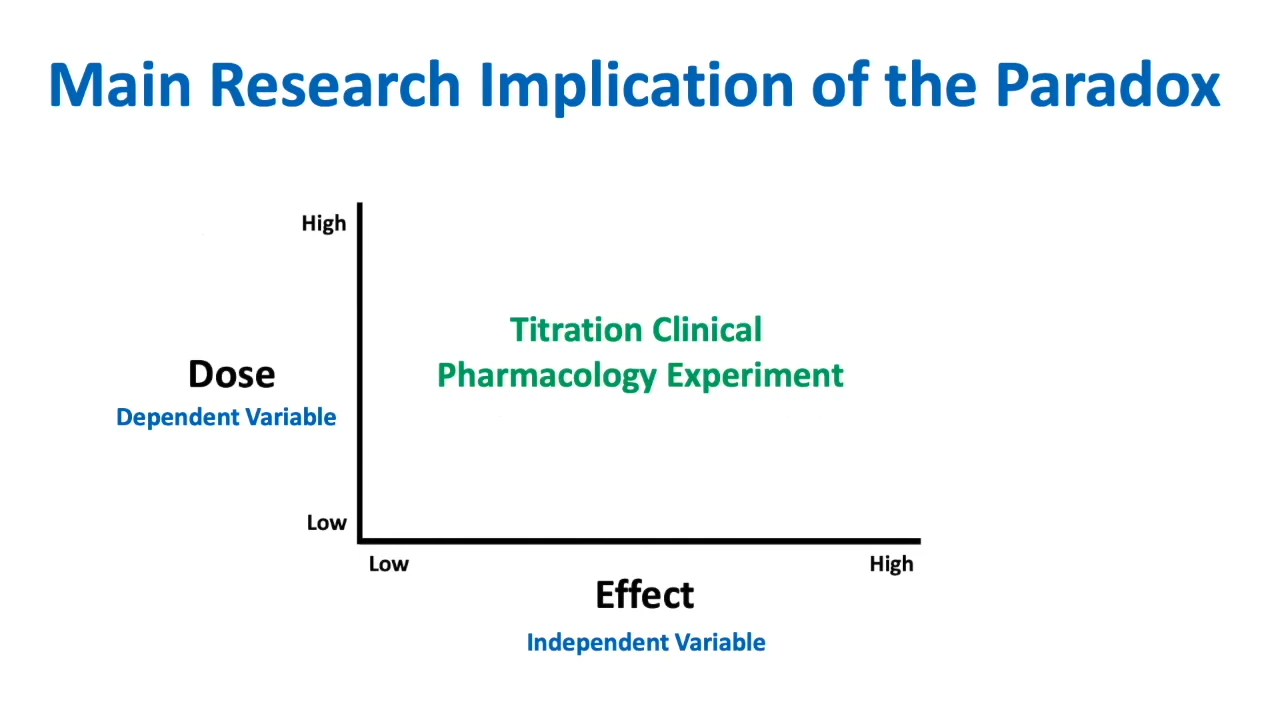 Main Research Implication of the Paradox
High
Titration Clinical
Pharmacology Experiment
Dose
Dependent Variable
Low
Low
High
Effect
Independent Variable